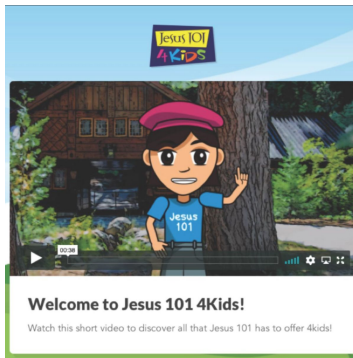 Jesus 101
4KiDS
Jesus
101
00:38
Welcome to Jesus 101 4Kids!
Watch this short video to discover all that Jesus 101 has to offer 4kids!